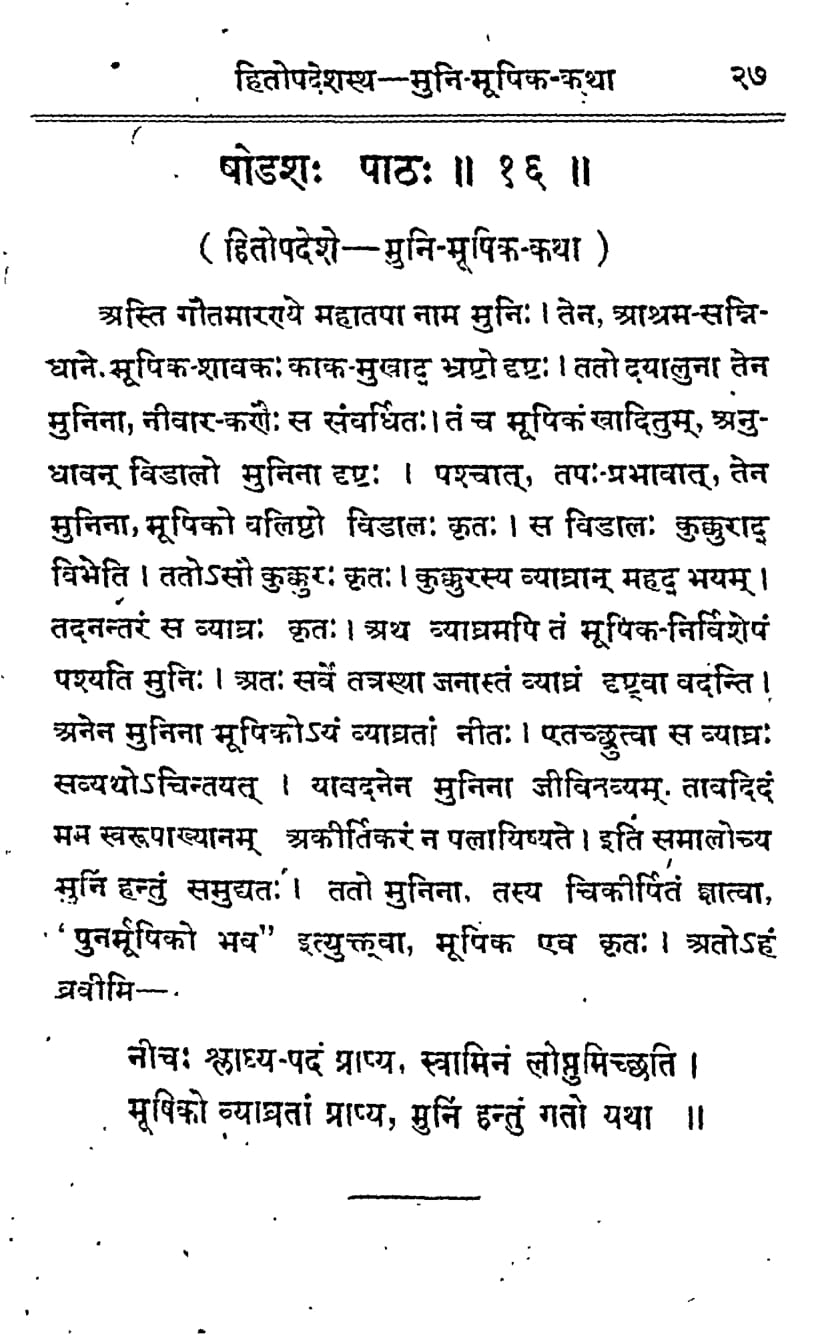 हितोपदेशस्थ—मुनि-मूषिक-कथा २७
षोडशः पाठः ॥ १६ ॥
( हितोपदेशे—मुनि-मूषिक-कथा )
अस्ति गौतमारण्ये महातपा नाम मुनिः । तेन, आश्रम-सन्नि-
धाने मूषिक-शावकः काक-मुखाद् भ्रष्टो दृष्टः । ततो दयालुना तेन
मुनिना, नीवार-कणैः स संवर्धितः। तं च मूषिकं खादितुम्, अनु-
धावन् विडालो मुनिना दृष्टः । पश्चात्, तपः-प्रभावात्, तेन
मुनिना, मूषिको वलिष्ठो विडालः कृतः । स विडालः कुक्कुराद्
विभेति । ततोऽसौ कुक्कुरः कृतः । कुक्कुरस्य व्याघ्रान् महद् भयम् ।
तदनन्तरं स व्याघ्रः कृतः । अथ व्याघ्रमपि तं मूषिक-निर्विशेषं
पश्यति मुनिः । अतः सर्वे तत्रस्था जनास्तं व्याघ्रं दृष्ट्वा वदन्ति ।
अनेन मुनिना मूषिकोऽयं व्याघ्रतां नीतः । एतच्छ्रुत्वा स व्याघ्रः
सव्यथोऽचिन्तयत् । यावदनेन मुनिना जीवितव्यम्, तावदिदं
मम स्वरूपाख्यानम् अकीर्तिकरं न पलायिष्यते । इति समालोच्य
मुनिं हन्तुं समुद्यतः । ततो मुनिना, तस्य चिकीर्षितं ज्ञात्वा,
‘पुनर्मूषिको भव” इत्युक्त्वा, मूषिक एव कृतः । अतोऽहं
व्रवीमि—
नीचः श्लाध्य-पदं प्राप्य, स्वामिनं लोप्तुमिच्छति ।
मूषिको व्याघ्रतां प्राप्य, मुनिं हन्तुं गतो यथा ॥